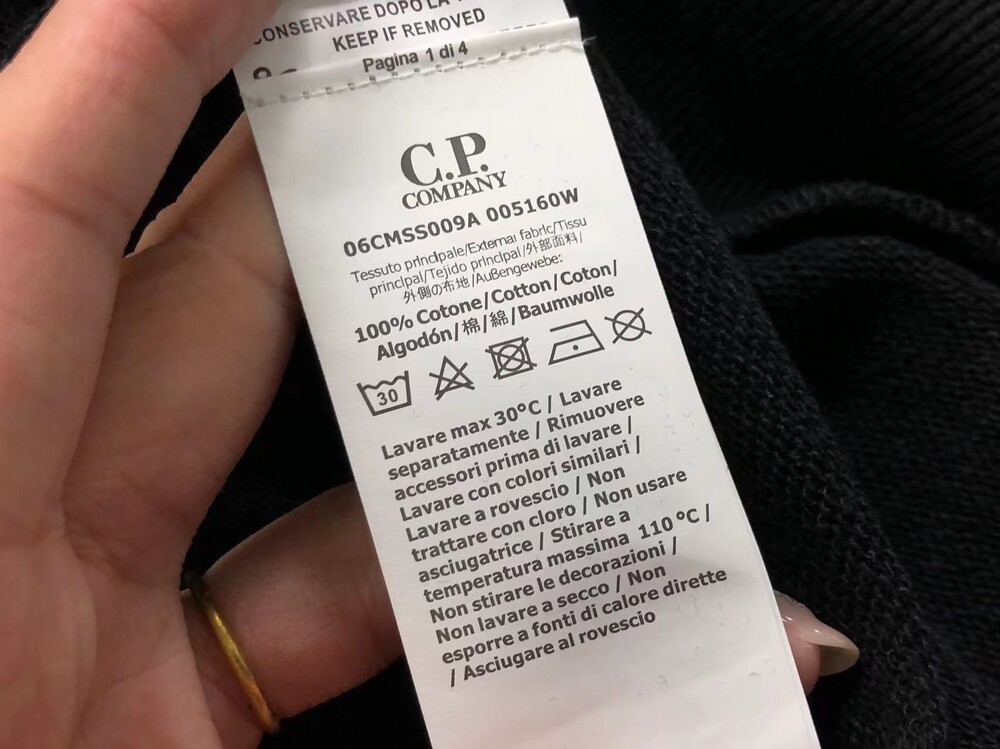 CONSERVARE DOPO LA
KEEP IF REMOVED
Pagina 1 di 4
C.P.
COMPANY
06CMSS009A 005160W
Tessuto principale/External fabric/Tissu
principal/Tejido principal/外部面料/
外側の布地/Außengewebe:
100% Cotone/Cotton/Coton/
Algodón/棉/綿/Baumwolle
30
Lavare max 30°C / Lavare
separatamente / Rimuovere
accessori prima di lavare /
Lavare con colori similari /
Lavare a rovescio / Non
trattare con cloro / Non usare
asciugatrice / Stirare a
temperatura massima 110°C /
Non stirare le decorazioni /
Non lavare a secco / Non
esporre a fonti di calore dirette
/ Asciugare al rovescio